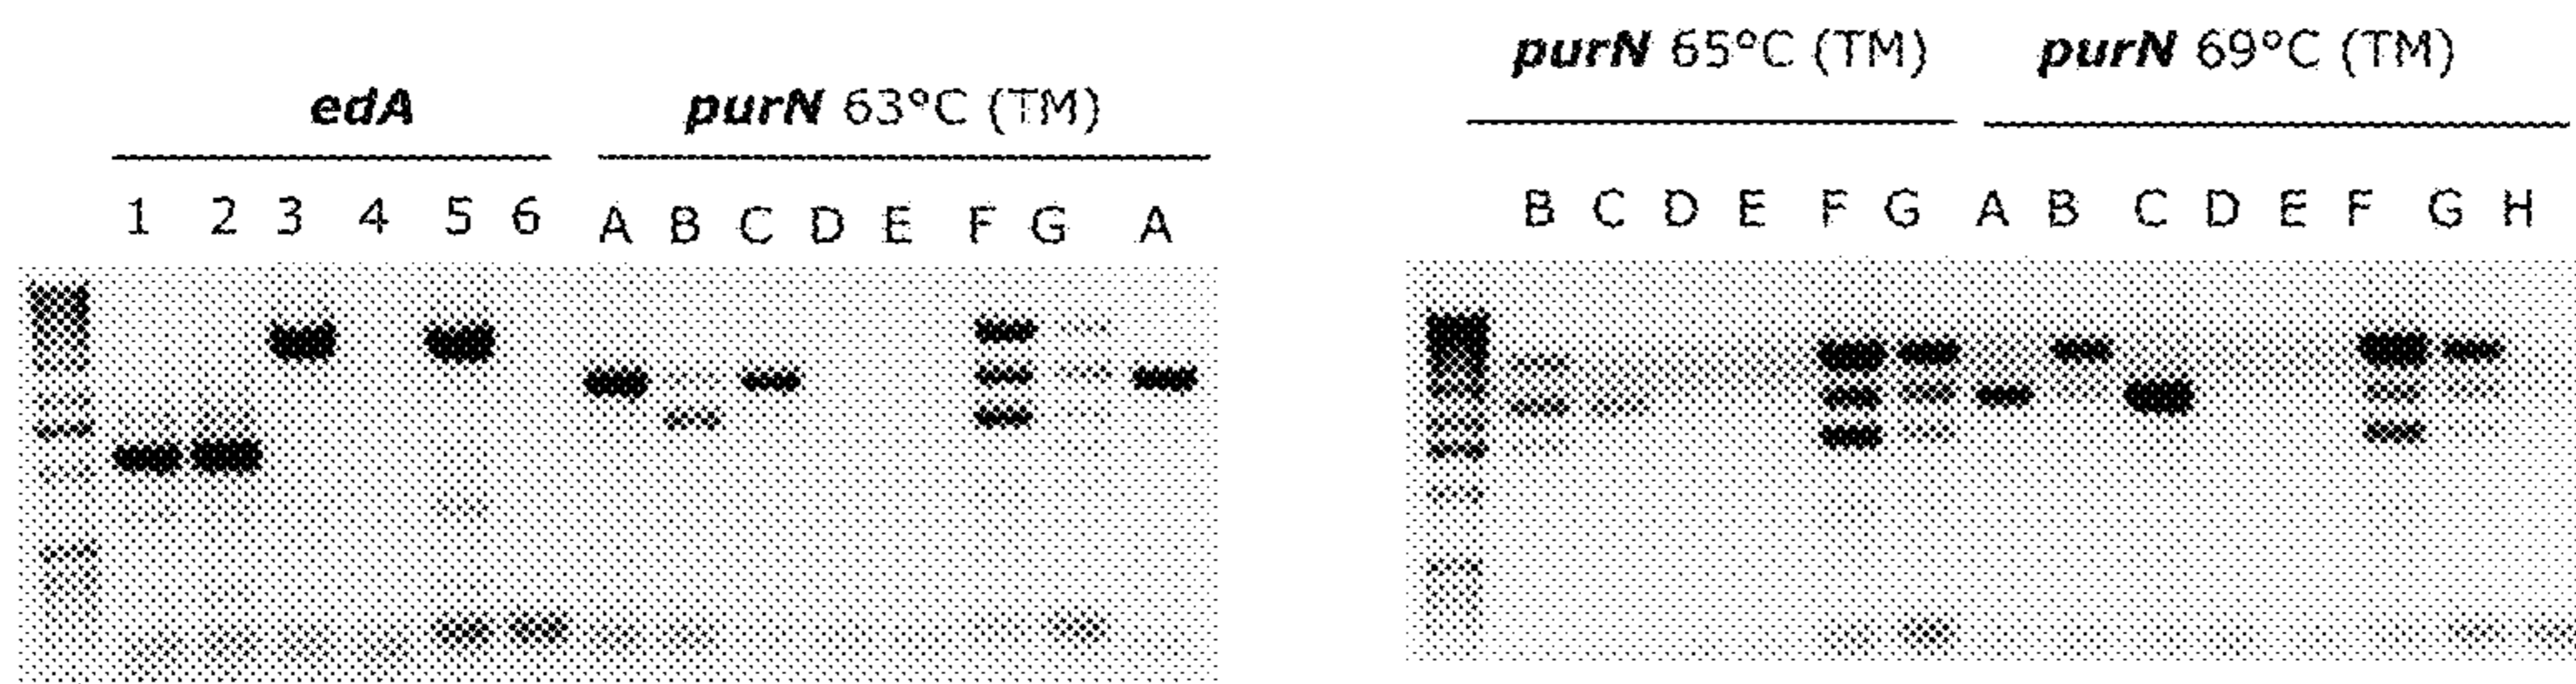 edA purN 63°C (TM)
1 2 3 4 5 6 A B C D E F G A
purN 65°C (TM) purN 69°C (TM)
B C D E F G A B C D E F G H